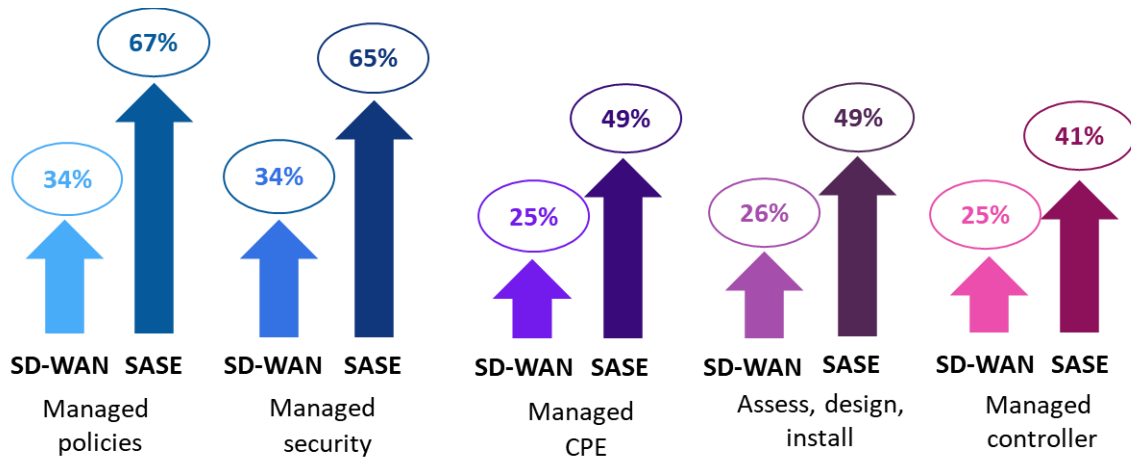 67%
34%
SD-WAN SASE
Managed
policies
65%
34%
SD-WAN SASE
Managed
security
49%
25%
SD-WAN SASE
Managed
CPE
49%
26%
SD-WAN SASE
Assess, design,
install
41%
25%
SD-WAN SASE
Managed
controller